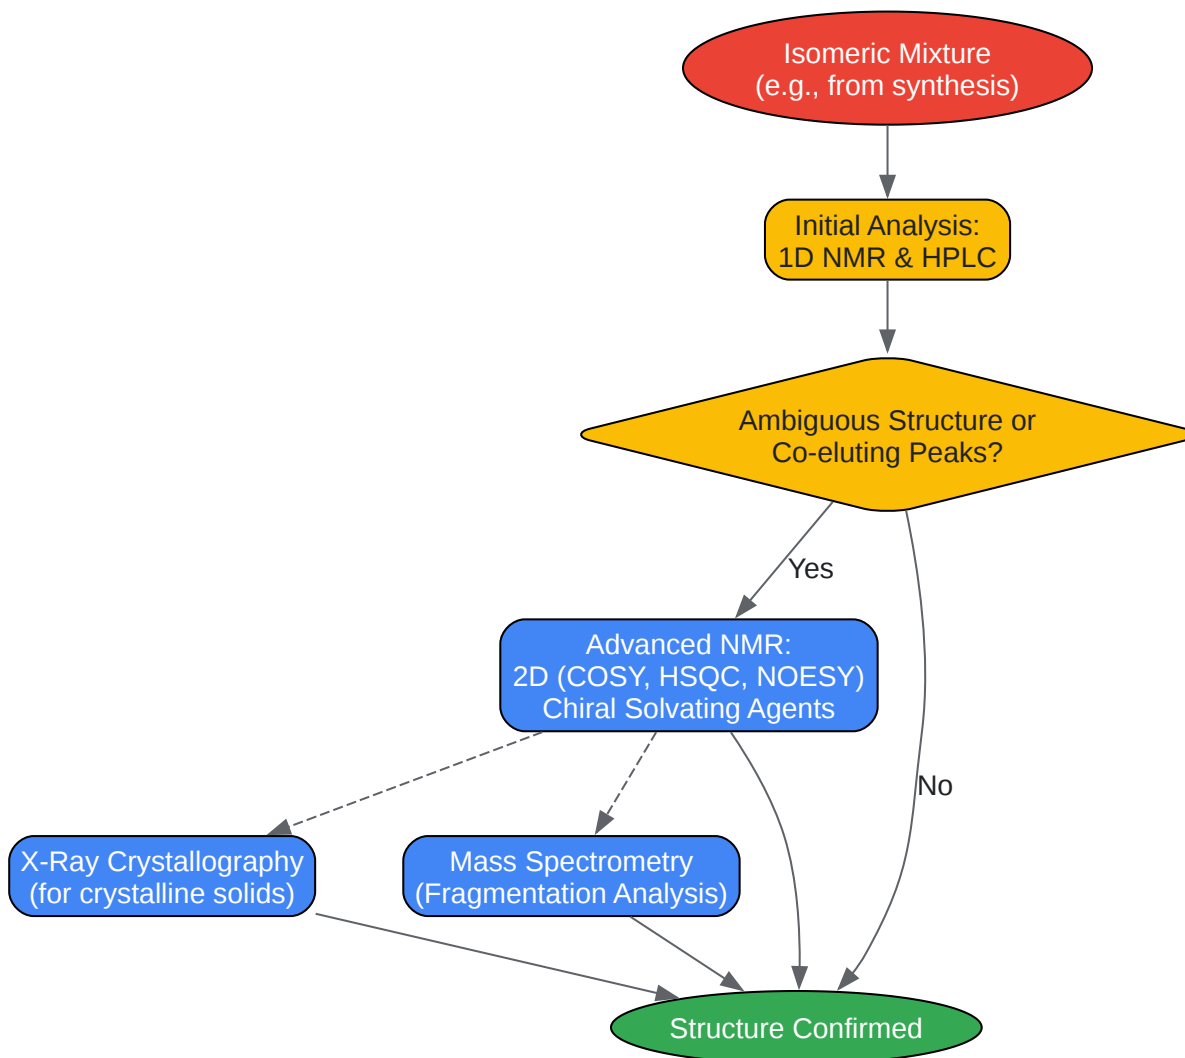 Isomeric Mixture
(e.g., from synthesis)
Initial Analysis:
1D NMR & HPLC
Ambiguous Structure or
Co-eluting Peaks?
Yes
Advanced NMR:
2D (COSY, HSQC, NOESY)
Chiral Solvating Agents
No
X-Ray Crystallography
(for crystalline solids)
Mass Spectrometry
(Fragmentation Analysis)
Structure Confirmed